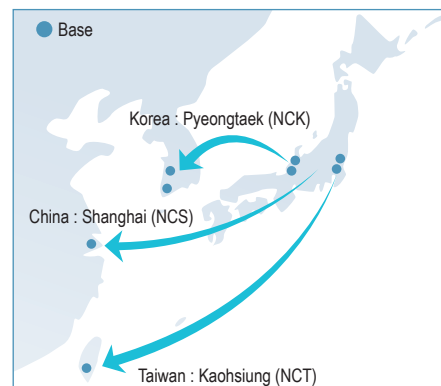 Base
Korea : Pyeongtaek (NCK)
China : Shanghai (NCS)
Taiwan : Kaohsiung (NCT)